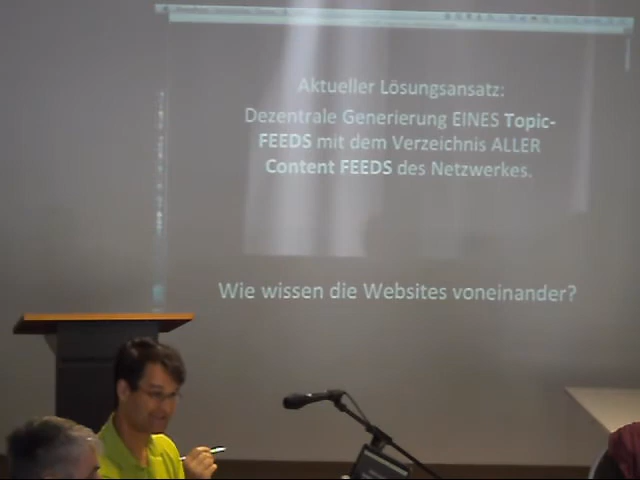 Aktueller Lösungsansatz:
Dezentrale Generierung EINES Topic-
FEEDS mit dem Verzeichnis ALLER
Content FEEDS des Netzwerkes.
Wie wissen die Websites voneinander?